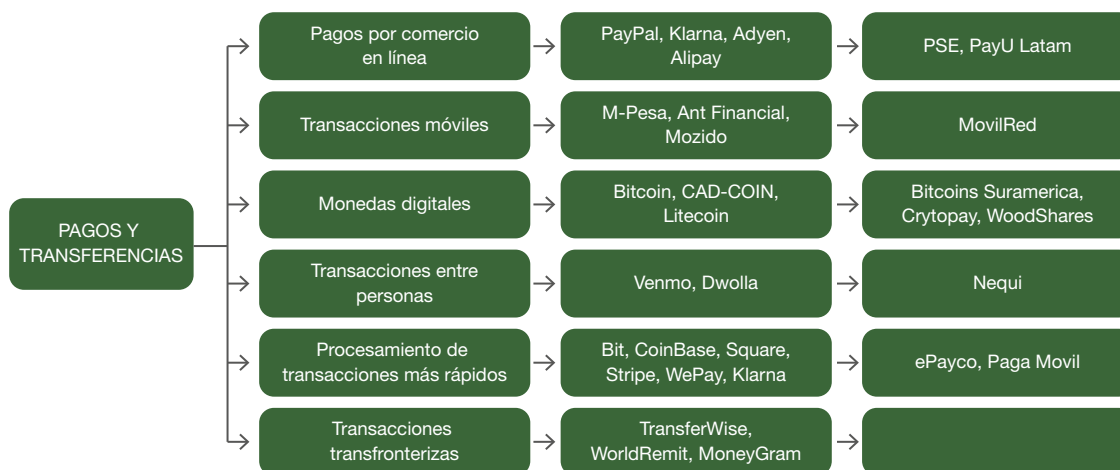 Pagos por comercio
en línea
PayPal, Klarna, Adyen,
Alipay
PSE, PayU Latam
Transacciones móviles
M-Pesa, Ant Financial,
Mozido
MovilRed
Monedas digitales
Bitcoin, CAD-COIN,
Litecoin
Bitcoins Suramerica,
Crytopay, WoodShares
PAGOS Y
TRANSFERENCIAS
Transacciones entre
personas
Venmo, Dwolla
Nequi
Procesamiento de
transacciones más rápidos
Bit, CoinBase, Square,
Stripe, WePay, Klarna
ePayco, Paga Movil
Transacciones
transfronterizas
TransferWise,
WorldRemit, MoneyGram